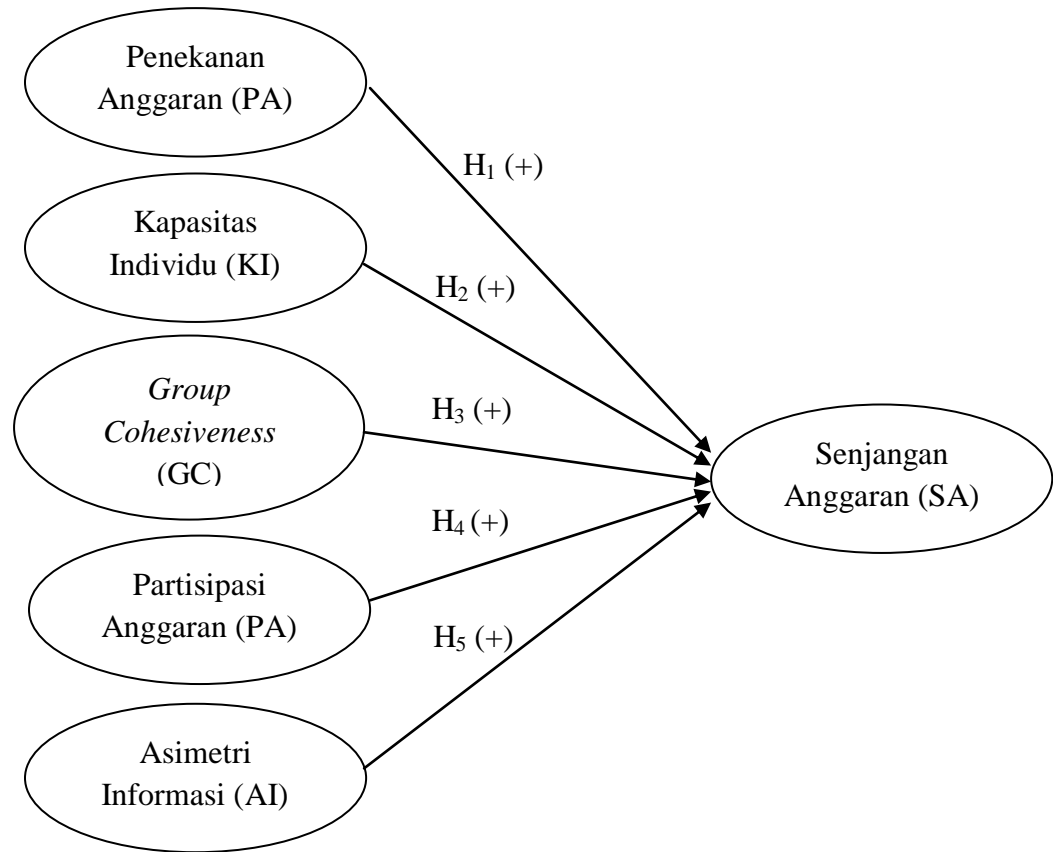 Penekanan
Anggaran (PA)
H₁ (+)
Kapasitas
Individu (KI)
H₂ (+)
Group
Cohesiveness
(GC)
H₃ (+)
Senjangan
Anggaran (SA)
H₄ (+)
Partisipasi
Anggaran (PA)
H₅ (+)
Asimetri
Informasi (AI)